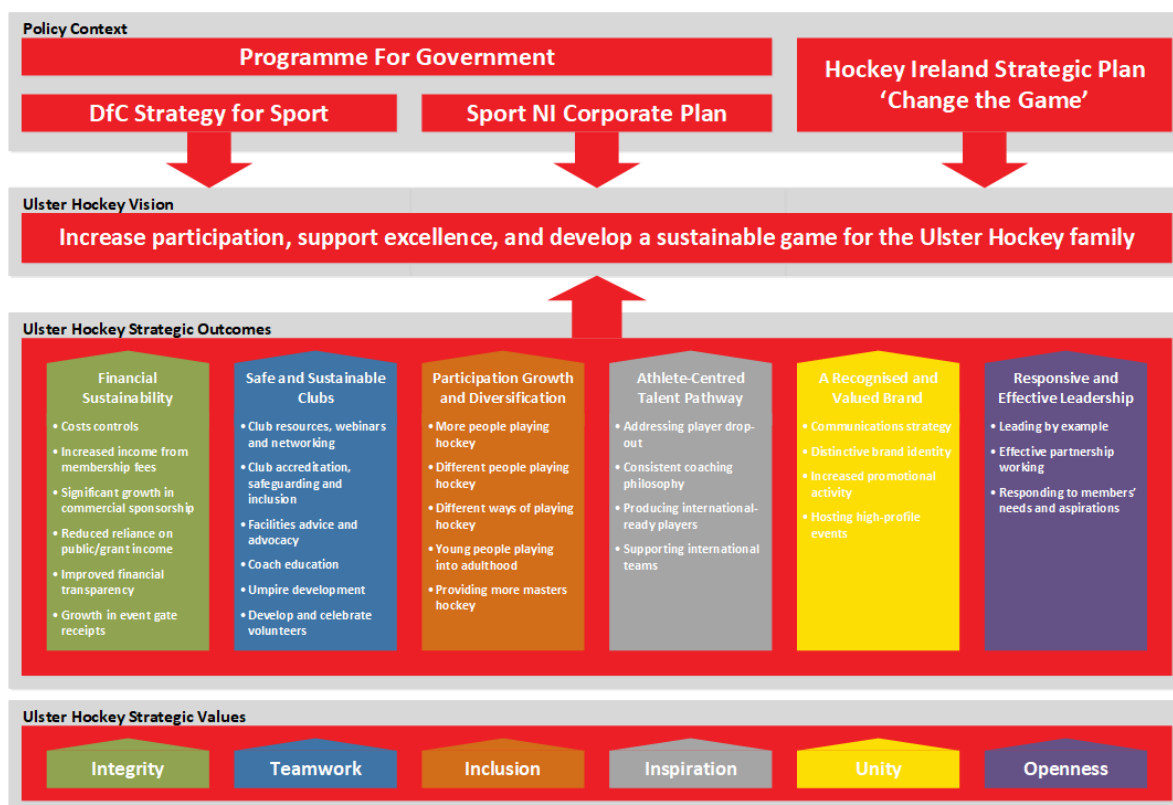 Policy Context
Programme For Government
Hockey Ireland Strategic Plan
‘Change the Game’
DfC Strategy for Sport
Sport NI Corporate Plan
Ulster Hockey Vision
Increase participation, support excellence, and develop a sustainable game for the Ulster Hockey family
Ulster Hockey Strategic Outcomes
Financial
Sustainability
• Costs controls
• Increased income from
membership fees
• Significant growth in
commercial sponsorship
• Reduced reliance on
public/grant income
• Improved financial
transparency
• Growth in event gate
receipts
Safe and Sustainable
Clubs
• Club resources, webinars
and networking
• Club accreditation,
safeguarding and
inclusion
• Facilities advice and
advocacy
• Coach education
• Umpire development
• Develop and celebrate
volunteers
Participation Growth
and Diversification
• More people playing
hockey
• Different people playing
hockey
• Different ways of playing
hockey
• Young people playing
into adulthood
• Providing more masters
hockey
Athlete-Centred
Talent Pathway
• Addressing player drop-
out
• Consistent coaching
philosophy
• Producing international-
ready players
• Supporting international
teams
A Recognised and
Valued Brand
• Communications strategy
• Distinctive brand identity
• Increased promotional
activity
• Hosting high-profile
events
Responsive and
Effective Leadership
• Leading by example
• Effective partnership
working
• Responding to members’
needs and aspirations
Ulster Hockey Strategic Values
Integrity
Teamwork
Inclusion
Inspiration
Unity
Openness